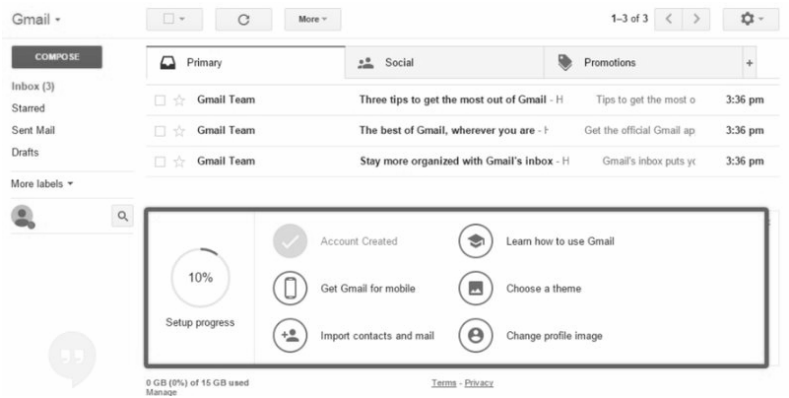 Gmail
More
1–3 of 3
COMPOSE
Primary
Social
Promotions
+
Inbox (3)
Starred
Sent Mail
Drafts
More labels
Gmail Team Three tips to get the most out of Gmail - H Tips to get the most o 3:36 pm
Gmail Team The best of Gmail, wherever you are - H Get the official Gmail ap 3:36 pm
Gmail Team Stay more organized with Gmail's inbox - H Gmail's inbox puts yo 3:36 pm
10%
Setup progress
Account Created
Learn how to use Gmail
Get Gmail for mobile
Choose a theme
Import contacts and mail
Change profile image
0 GB (0%) of 15 GB used
Manage
Terms - Privacy